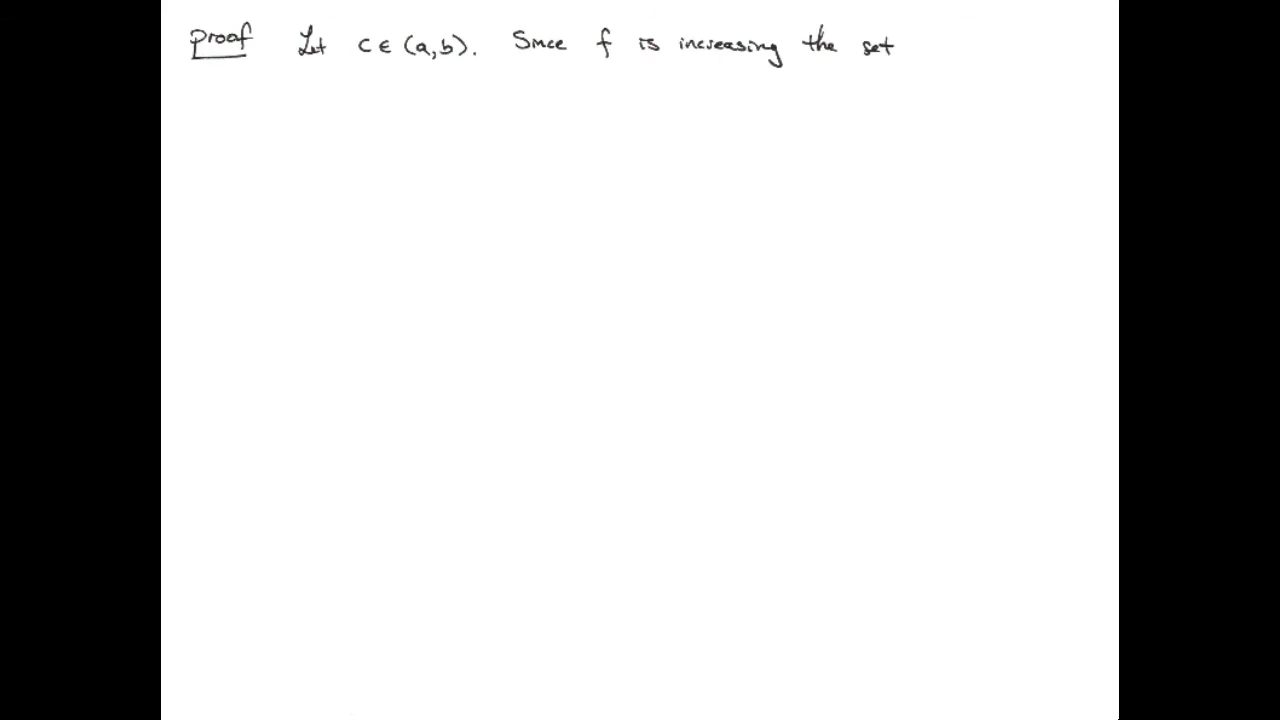 proof Let c ∈ (a,b). Since f is increasing the set